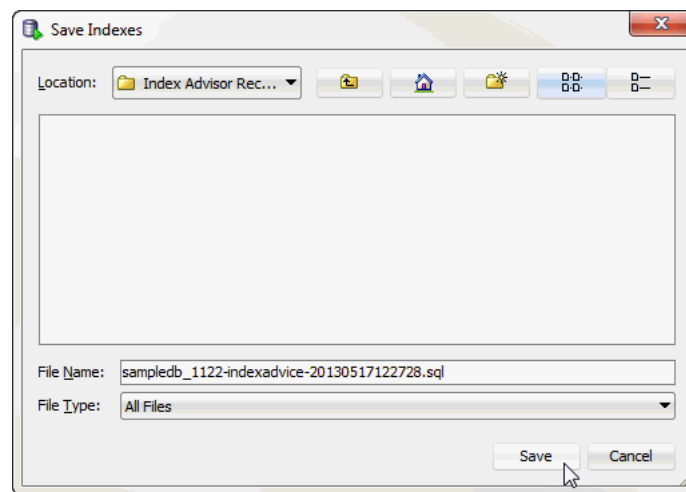 Save Indexes
Location: Index Advisor Rec...
File Name: sampledb_1122-indexadvice-20130517122728.sql
File Type: All Files
Save Cancel